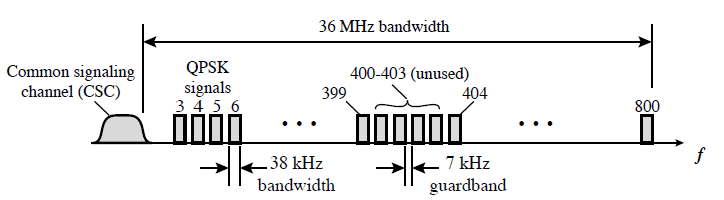 36 MHz bandwidth
Common signaling
channel (CSC)
QPSK
signals
3 4 5 6
399
400-403 (unused)
404
800
38 kHz
bandwidth
7 kHz
guardband
f